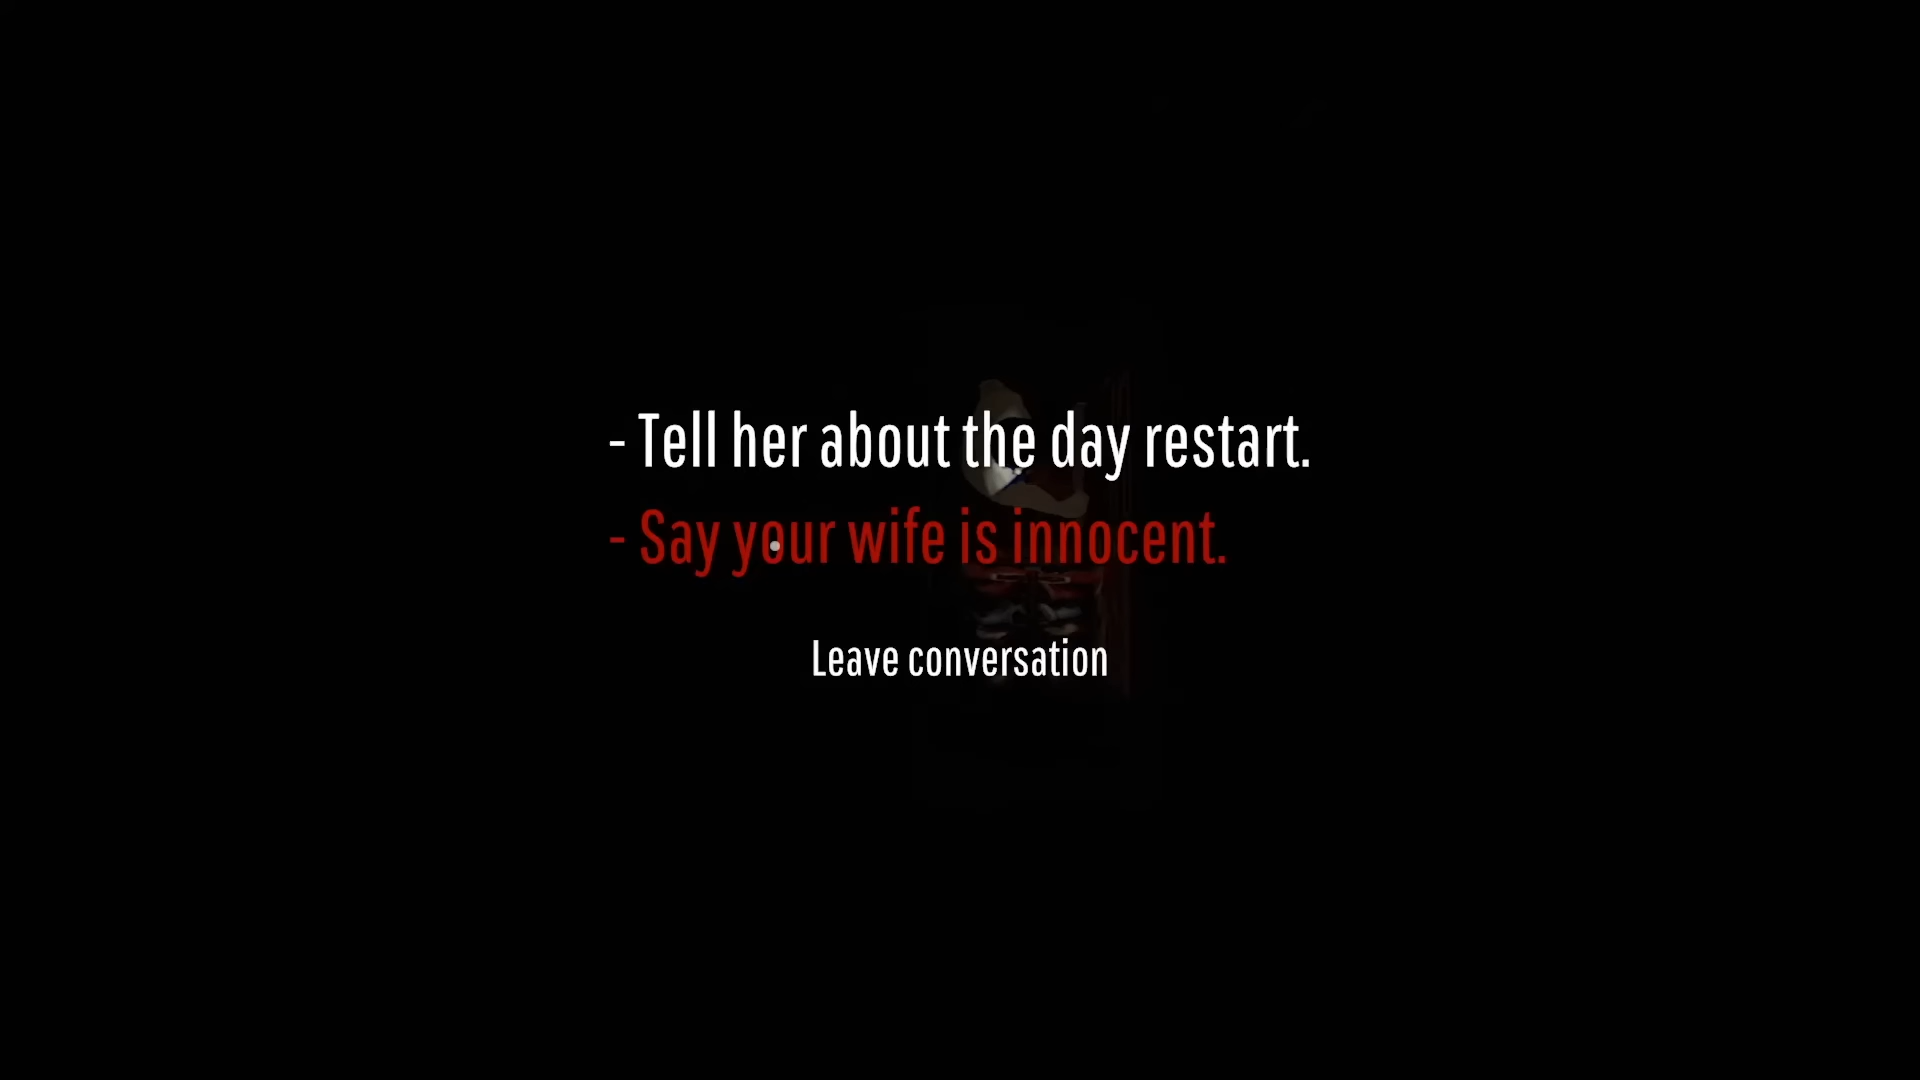 - Tell her about the day restart.
- Say your wife is innocent.
Leave conversation